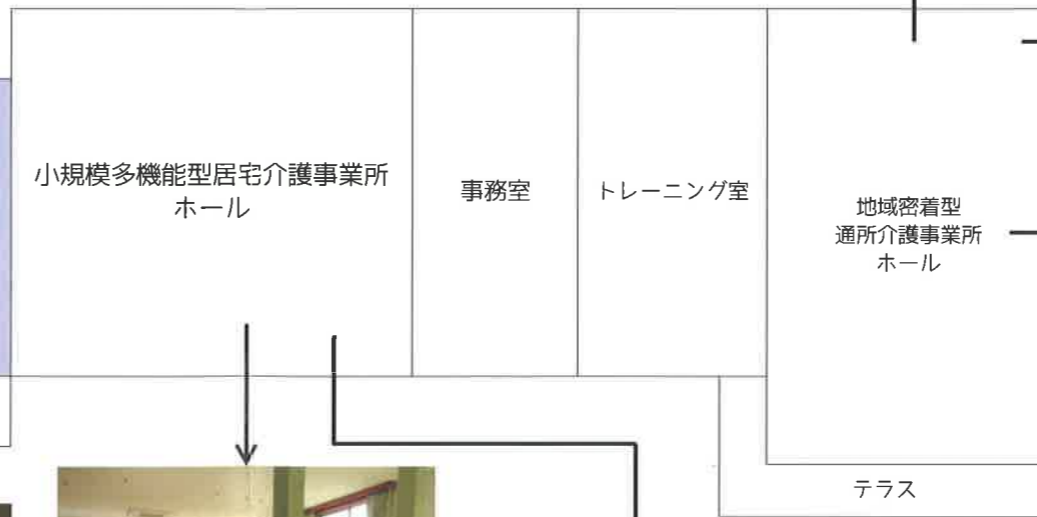 小規模多機能型居宅介護事業所
ホール
事務室
トレーニング室
地域密着型
通所介護事業所
ホール
テラス